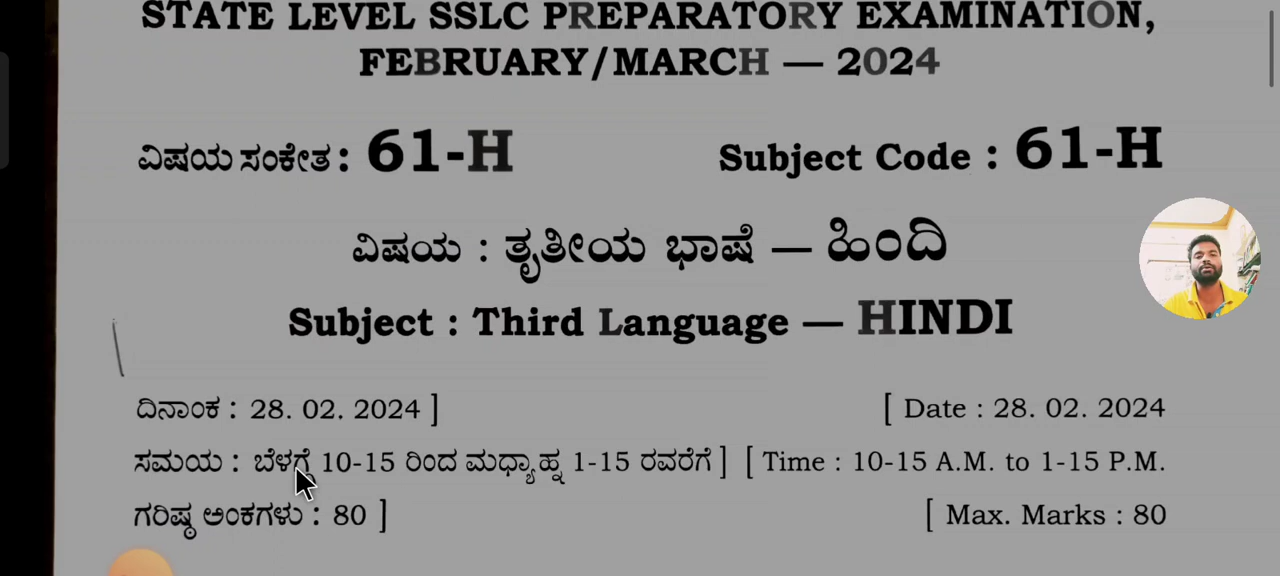 STATE LEVEL SSLC PREPARATORY EXAMINATION,
FEBRUARY/MARCH — 2024
ವಿಷಯ ಸಂಕೇತ : 61-H Subject Code : 61-H
ವಿಷಯ : ತೃತೀಯ ಭಾಷೆ — ಹಿಂದಿ
Subject : Third Language — HINDI
ದಿನಾಂಕ : 28. 02. 2024 ] [ Date : 28. 02. 2024
ಸಮಯ : ಬೆಳಗ್ಗೆ 10-15 ರಿಂದ ಮಧ್ಯಾಹ್ನ 1-15 ರವರೆಗೆ ] [ Time : 10-15 A.M. to 1-15 P.M.
ಗರಿಷ್ಠ ಅಂಕಗಳು : 80 ] [ Max. Marks : 80